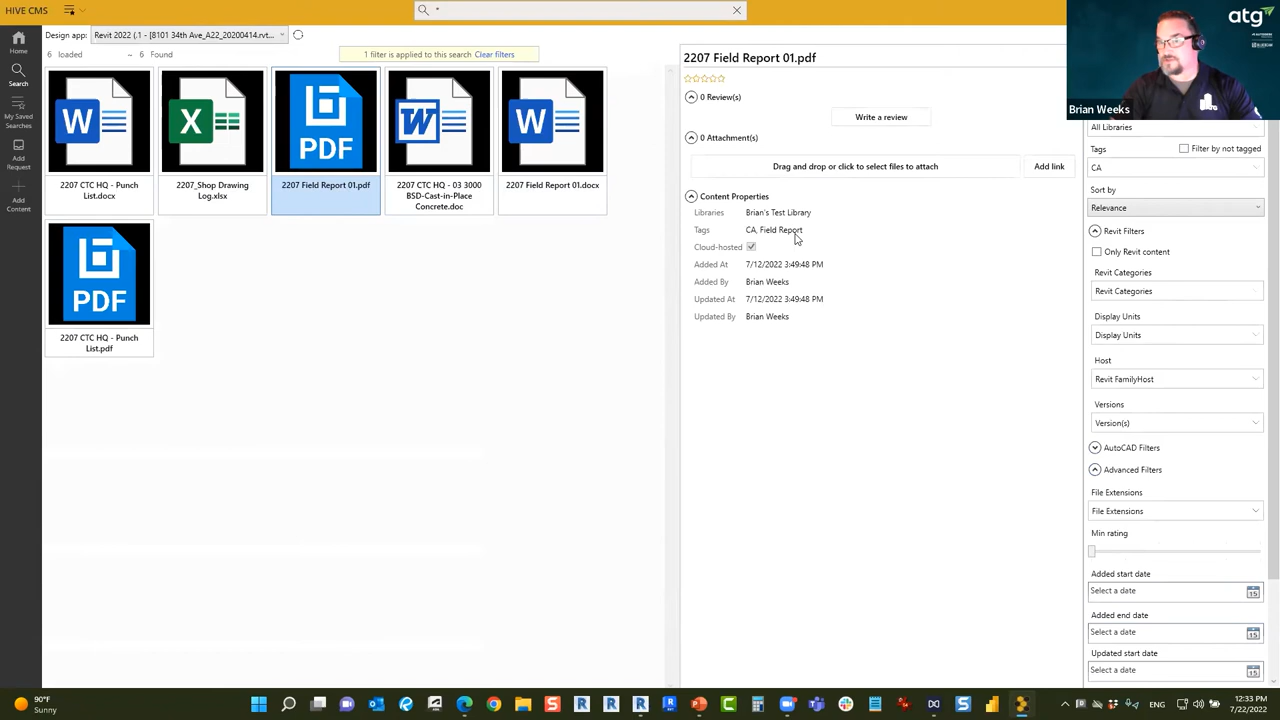 HIVE CMS
*
Design app: Revit 2022 (.1 - [8101 34th Ave_A22_20200414.rvt...
6 loaded -- 6 Found
1 filter is applied to this search Clear filters
Home
Search
My Saved Searches
Add Request
Add Content
W
X
PDF
W
W
2207 CTC HQ - Punch List.docx
2207_Shop Drawing Log.xlsx
2207 Field Report 01.pdf
2207 CTC HQ - 03 3000 BSD-Cast-in-Place Concrete.doc
2207 Field Report 01.docx
PDF
2207 CTC HQ - Punch List.pdf
2207 Field Report 01.pdf
0 Review(s)
Write a review
0 Attachment(s)
Drag and drop or click to select files to attach
Add link
Content Properties
Libraries Brian's Test Library
Tags CA, Field Report
Cloud-hosted
Added At 7/12/2022 3:49:48 PM
Added By Brian Weeks
Updated At 7/12/2022 3:49:48 PM
Updated By Brian Weeks
atg
Brian Weeks
All Libraries
Tags Filter by not tagged
CA
Sort by
Relevance
Revit Filters
Only Revit content
Revit Categories
Revit Categories
Display Units
Display Units
Host
Revit FamilyHost
Versions
Version(s)
AutoCAD Filters
Advanced Filters
File Extensions
File Extensions
Min rating
Added start date
Select a date 15
Added end date
Select a date 15
Updated start date
Select a date 15
90°F
Sunny
12:33 PM
7/22/2022